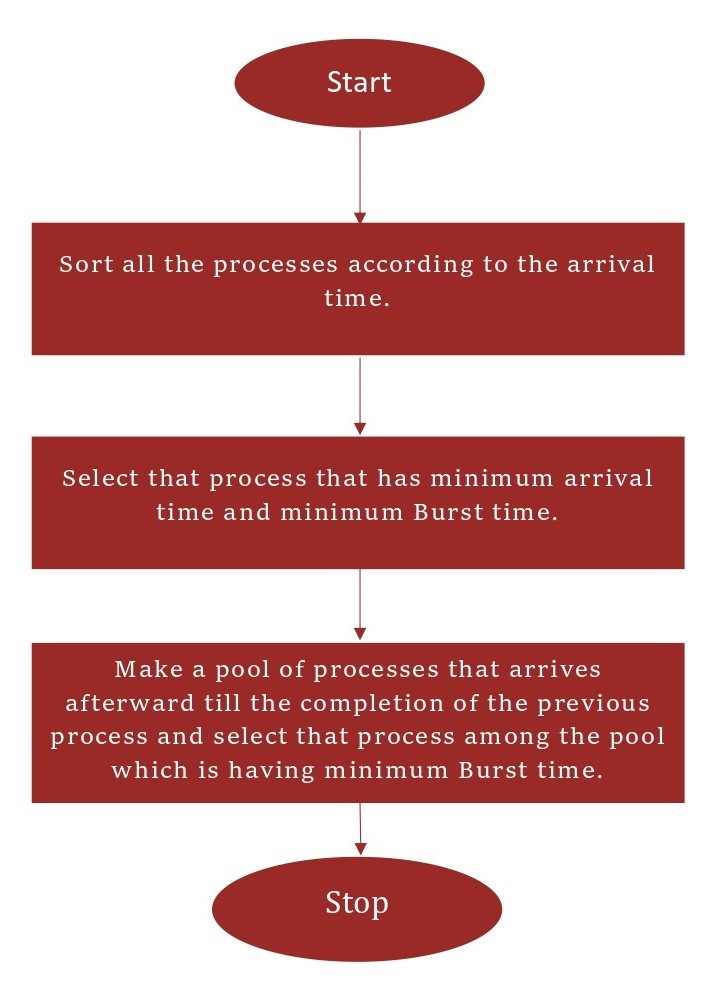 Start
Sort all the processes according to the arrival
time.
Select that process that has minimum arrival
time and minimum Burst time.
Make a pool of processes that arrives
afterward till the completion of the previous
process and select that process among the pool
which is having minimum Burst time.
Stop